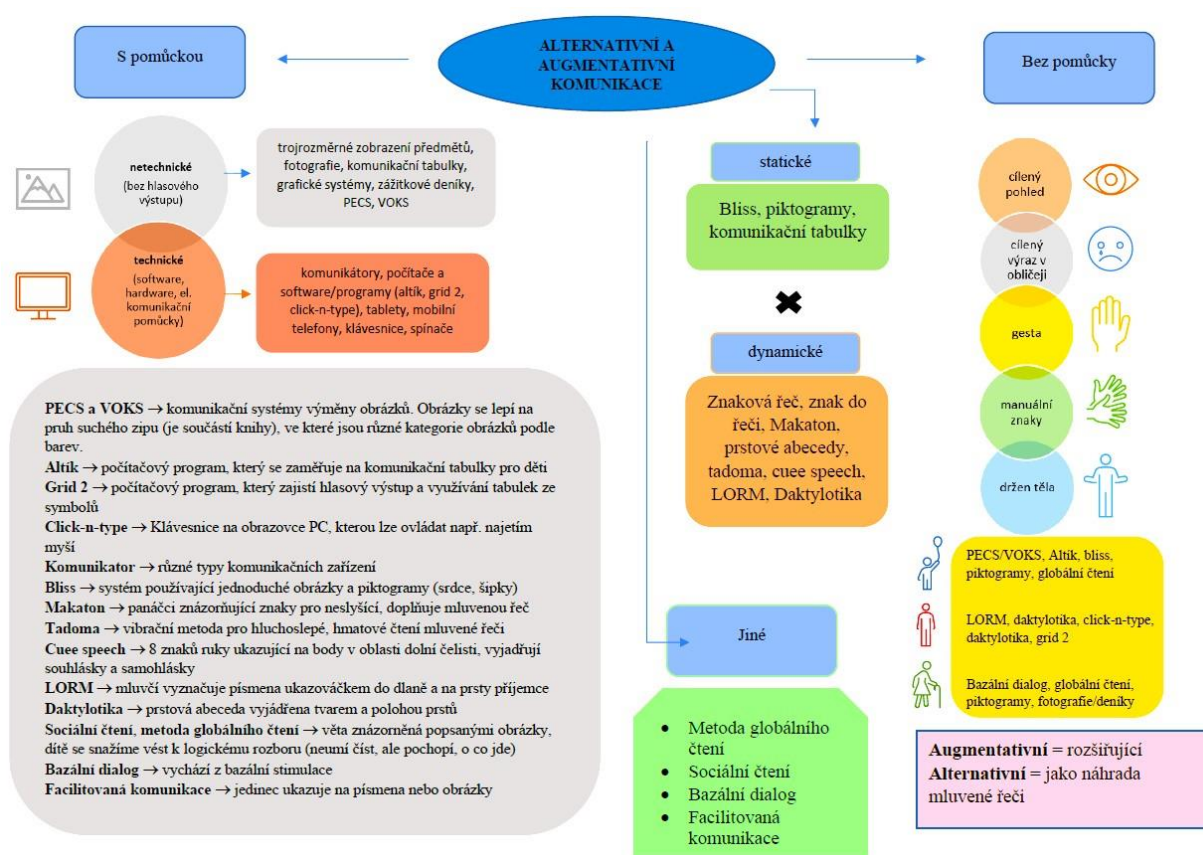 S pomůckou
ALTERNATIVNÍ A
AUGMENTATIVNÍ
KOMUNIKACE
Bez pomůcky
netechnické
(bez hlasového
výstupu)
trojrozměrné zobrazení předmětů,
fotografie, komunikační tabulky,
grafické systémy, zážitkové deníky,
PECS, VOKS
technické
(software,
hardware, el.
komunikační
pomůcky)
komunikátory, počítače a
software/programy (altík, grid 2,
click-n-type), tablety, mobilní
telefony, klávesnice, spínače
PECS a VOKS → komunikační systémy výměny obrázků. Obrázky se lepí na
pruh suchého zipu (je součástí knihy), ve které jsou různé kategorie obrázků podle
barev.
Altík → počítačový program, který se zaměřuje na komunikační tabulky pro děti
Grid 2 → počítačový program, který zajistí hlasový výstup a využívání tabulek ze
symbolů
Click-n-type → Klávesnice na obrazovce PC, kterou lze ovládat např. najetím
myší
Komunikator → různé typy komunikačních zařízení
Bliss → systém používající jednoduché obrázky a piktogramy (srdce, šipky)
Makaton → panáčci znázorňující znaky pro neslyšící, doplňuje mluvenou řeč
Tadoma → vibrační metoda pro hluchoslepé, hmatové čtení mluvené řeči
Cuee speech → 8 znaků ruky ukazující na body v oblasti dolní čelisti, vyjadřují
souhlásky a samohlásky
LORM → mluvčí vyznačuje písmena ukazováčkem do dlaně a na prsty příjemce
Daktylotika → prstová abeceda vyjádřena tvarem a polohou prstů
Sociální čtení, metoda globálního čtení → věta znázorněná popsanými obrázky,
dítě se snažíme vést k logickému rozboru (neumí číst, ale pochopí, o co jde)
Bazální dialog → vychází z bazální stimulace
Facilitovaná komunikace → jedinec ukazuje na písmena nebo obrázky
statické
Bliss, piktogramy,
komunikační tabulky
dynamické
Znaková řeč, znak do
řeči, Makaton,
prstové abecedy,
tadoma, cuee speech,
LORM, Daktylotika
Jiné
• Metoda globálního
čtení
• Sociální čtení
• Bazální dialog
• Facilitovaná
komunikace
cílený
pohled
cílený
výraz v
obličeji
gesta
manuální
znaky
držen těla
PECS/VOKS, Altík, bliss,
piktogramy, globální čtení
LORM, daktylotika, click-n-type,
daktylotika, grid 2
Bazální dialog, globální čtení,
piktogramy, fotografie/deníky
Augmentativní = rozšiřující
Alternativní = jako náhrada
mluvené řeči